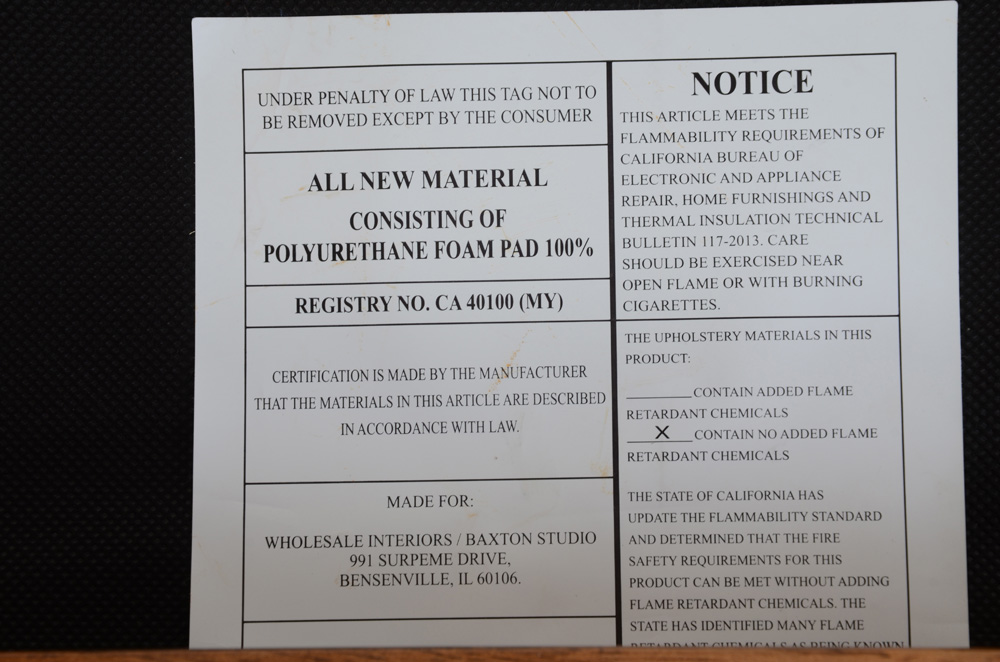 UNDER PENALTY OF LAW THIS TAG NOT TO
BE REMOVED EXCEPT BY THE CONSUMER
ALL NEW MATERIAL
CONSISTING OF
POLYURETHANE FOAM PAD 100%
REGISTRY NO. CA 40100 (MY)
CERTIFICATION IS MADE BY THE MANUFACTURER
THAT THE MATERIALS IN THIS ARTICLE ARE DESCRIBED
IN ACCORDANCE WITH LAW.
MADE FOR:
WHOLESALE INTERIORS / BAXTON STUDIO
991 SURPEME DRIVE,
BENSENVILLE, IL 60106.
NOTICE
THIS ARTICLE MEETS THE
FLAMMABILITY REQUIREMENTS OF
CALIFORNIA BUREAU OF
ELECTRONIC AND APPLIANCE
REPAIR, HOME FURNISHINGS AND
THERMAL INSULATION TECHNICAL
BULLETIN 117-2013. CARE
SHOULD BE EXERCISED NEAR
OPEN FLAME OR WITH BURNING
CIGARETTES.
THE UPHOLSTERY MATERIALS IN THIS
PRODUCT:
______CONTAIN ADDED FLAME
RETARDANT CHEMICALS
__X__CONTAIN NO ADDED FLAME
RETARDANT CHEMICALS
THE STATE OF CALIFORNIA HAS
UPDATE THE FLAMMABILITY STANDARD
AND DETERMINED THAT THE FIRE
SAFETY REQUIREMENTS FOR THIS
PRODUCT CAN BE MET WITHOUT ADDING
FLAME RETARDANT CHEMICALS. THE
STATE HAS IDENTIFIED MANY FLAME
RETARDANT CHEMICALS AS BEING KNOWN